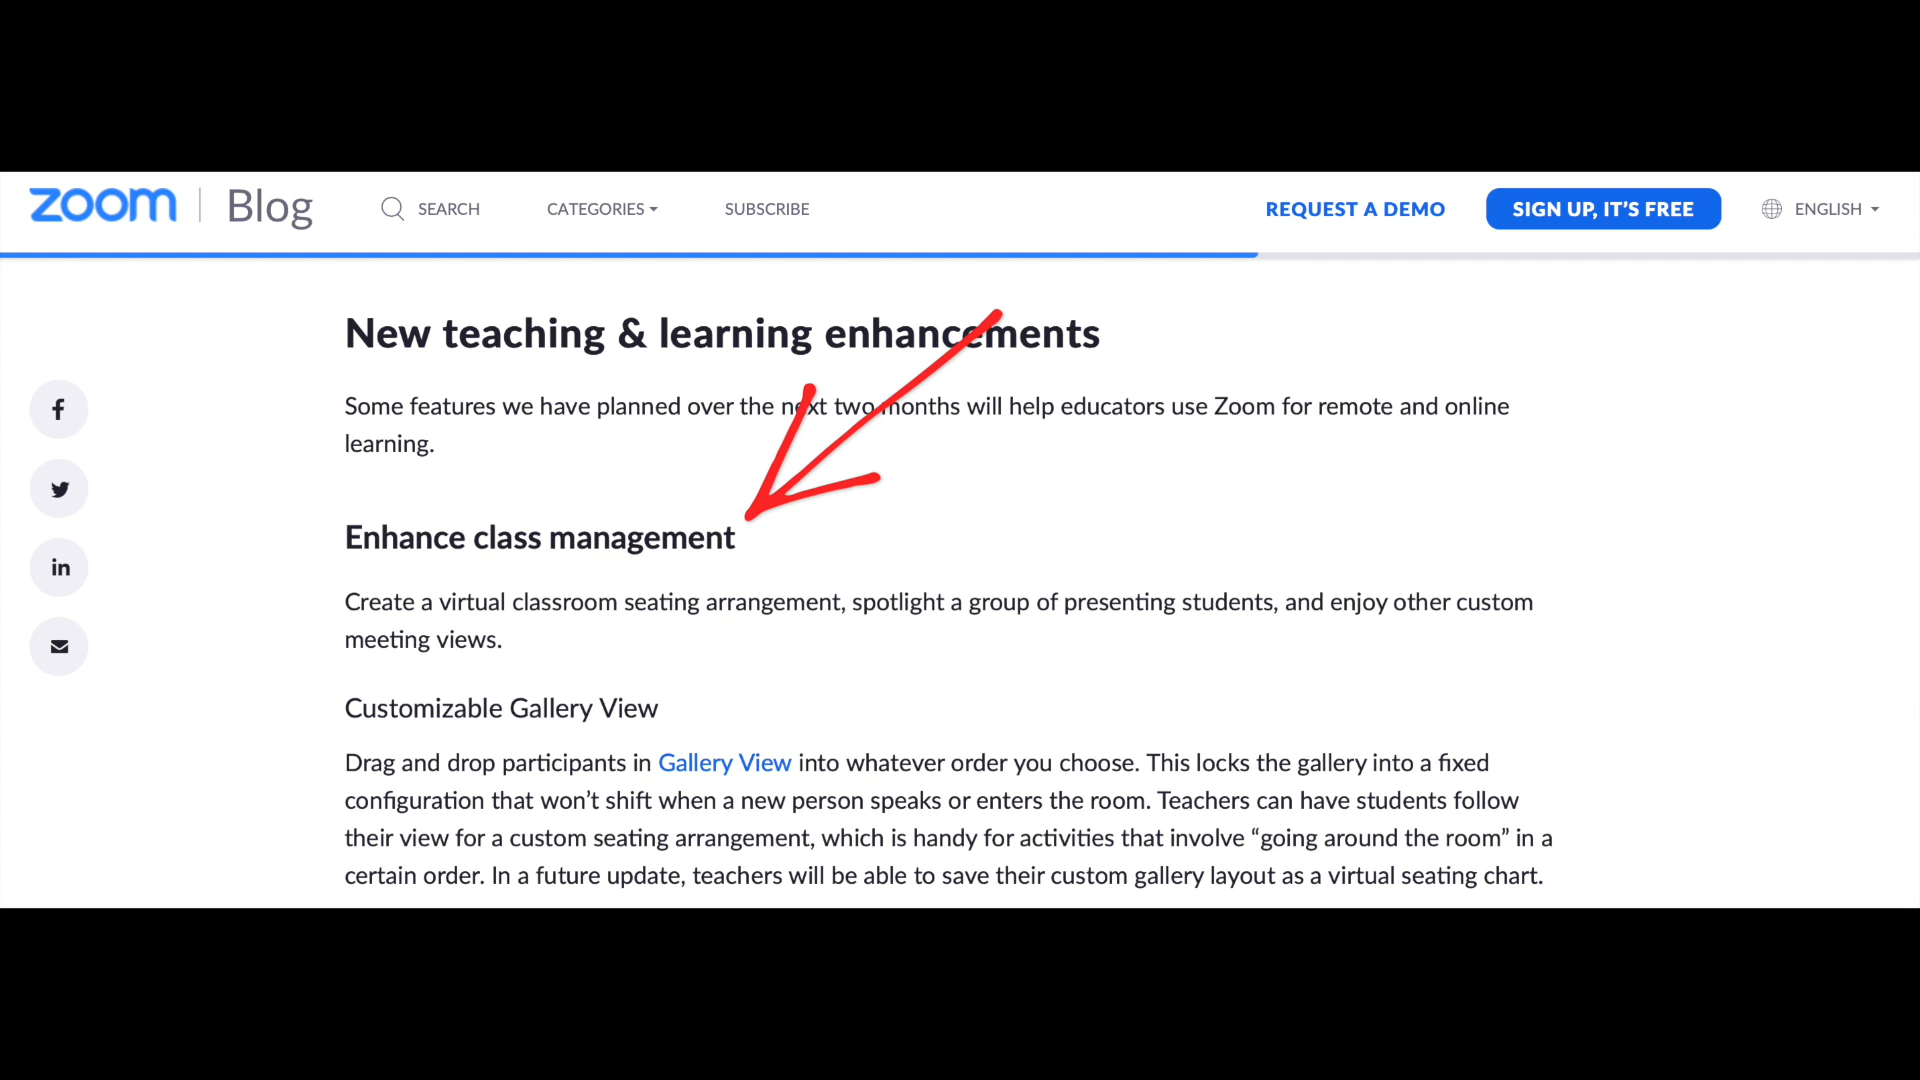 zoom | Blog SEARCH CATEGORIES SUBSCRIBE REQUEST A DEMO SIGN UP, IT'S FREE ENGLISH
New teaching & learning enhancements
Some features we have planned over the next two months will help educators use Zoom for remote and online
learning.
Enhance class management
Create a virtual classroom seating arrangement, spotlight a group of presenting students, and enjoy other custom
meeting views.
Customizable Gallery View
Drag and drop participants in Gallery View into whatever order you choose. This locks the gallery into a fixed
configuration that won’t shift when a new person speaks or enters the room. Teachers can have students follow
their view for a custom seating arrangement, which is handy for activities that involve “going around the room” in a
certain order. In a future update, teachers will be able to save their custom gallery layout as a virtual seating chart.